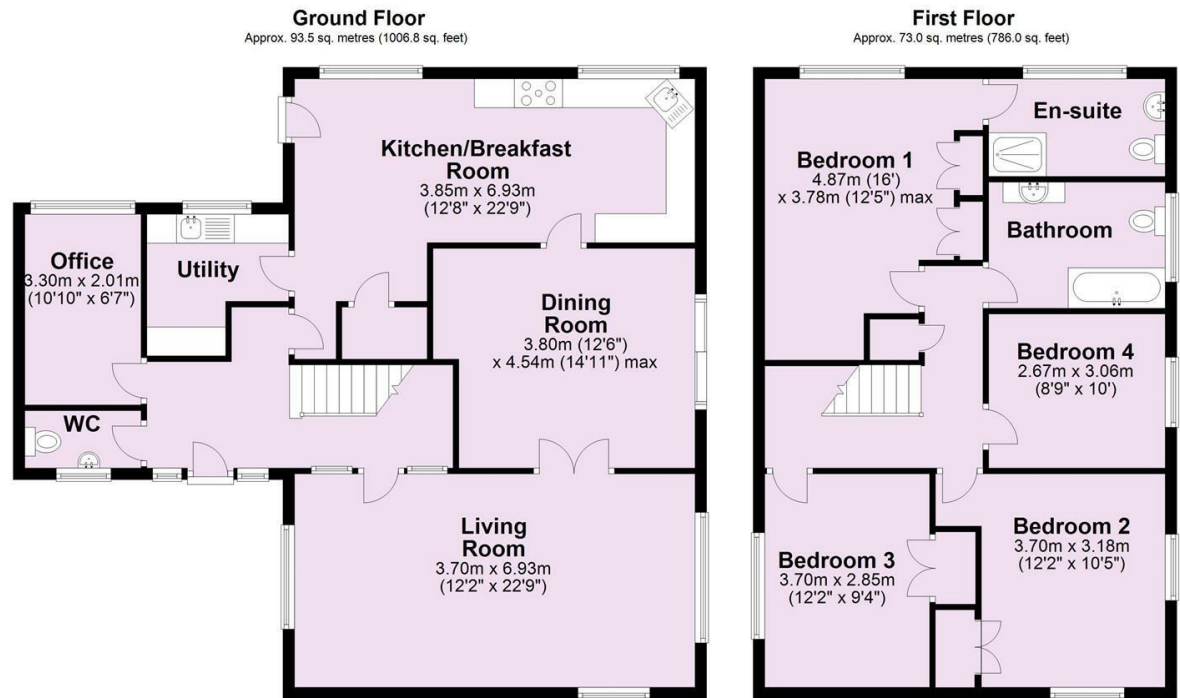 Ground Floor
Approx. 93.5 sq. metres (1006.8 sq. feet)
Kitchen/Breakfast
Room
3.85m x 6.93m
(12'8" x 22'9")
Office
3.30m x 2.01m
(10'10" x 6'7")
Utility
Dining
Room
3.80m (12'6")
x 4.54m (14'11") max
WC
Living
Room
3.70m x 6.93m
(12'2" x 22'9")
First Floor
Approx. 73.0 sq. metres (786.0 sq. feet)
En-suite
Bedroom 1
4.87m (16')
x 3.78m (12'5") max
Bathroom
Bedroom 4
2.67m x 3.06m
(8'9" x 10')
Bedroom 2
3.70m x 3.18m
(12'2" x 10'5")
Bedroom 3
3.70m x 2.85m
(12'2" x 9'4")